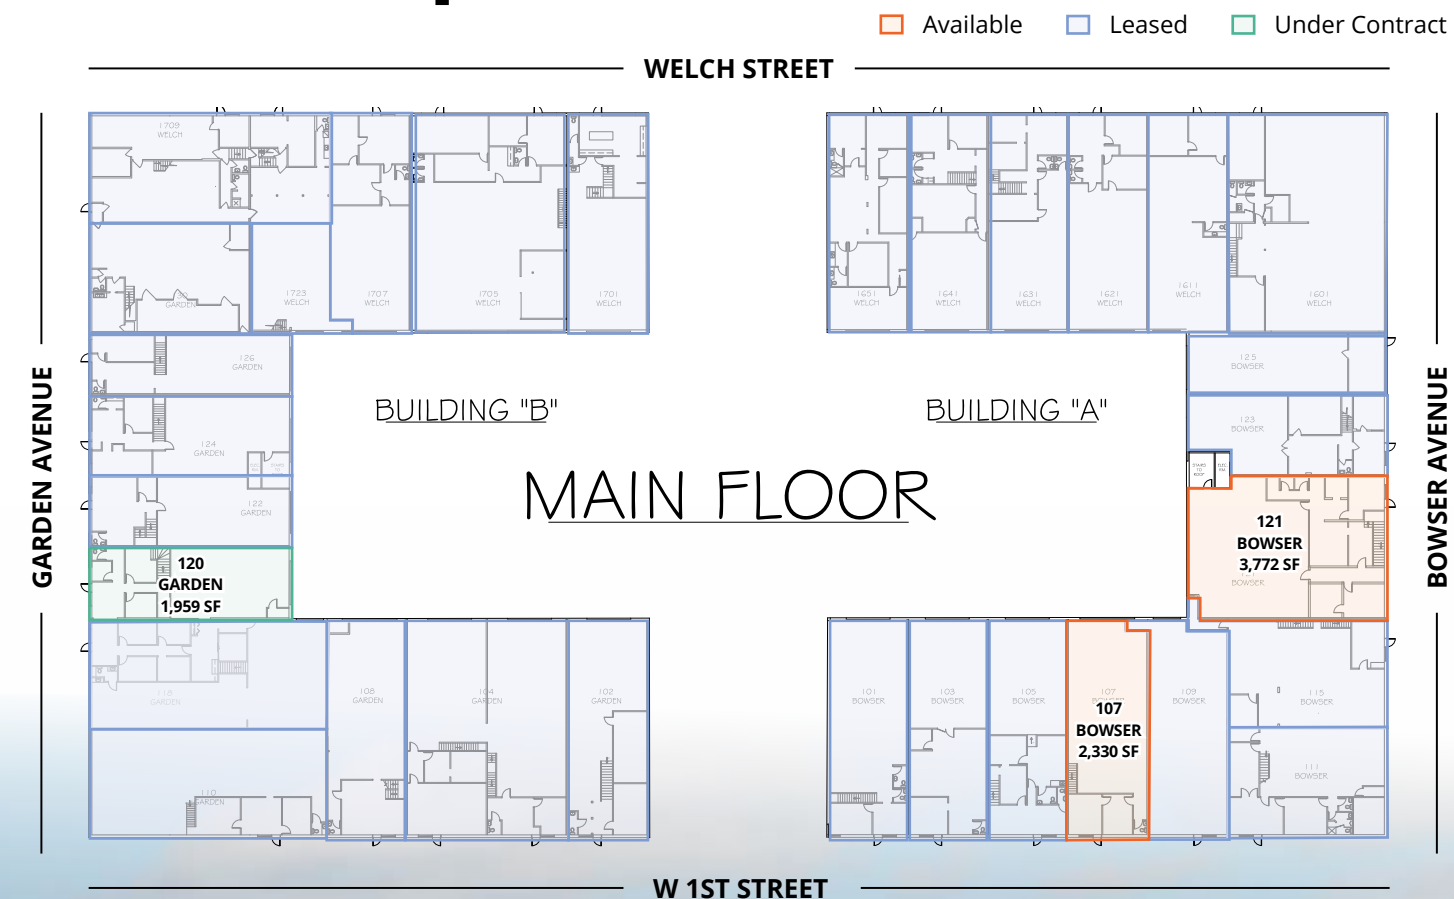 Available
Leased
Under Contract
WELCH STREET
1709
WELCH
1723
WELCH
1707
WELCH
1705
WELCH
1701
WELCH
1651
WELCH
1641
WELCH
1631
WELCH
1621
WELCH
1611
WELCH
1601
WELCH
GARDEN
126
GARDEN
124
GARDEN
122
GARDEN
GARDEN AVENUE
BUILDING "B"
BUILDING "A"
MAIN FLOOR
125
BOWSER
123
BOWSER
BOWSER AVENUE
121
BOWSER
3,772 SF
BOWSER
120
GARDEN
1,959 SF
GARDEN
110
GARDEN
108
GARDEN
104
GARDEN
102
GARDEN
101
BOWSER
103
BOWSER
105
BOWSER
107
107
BOWSER
2,330 SF
109
BOWSER
115
BOWSER
111
BOWSER
W 1ST STREET